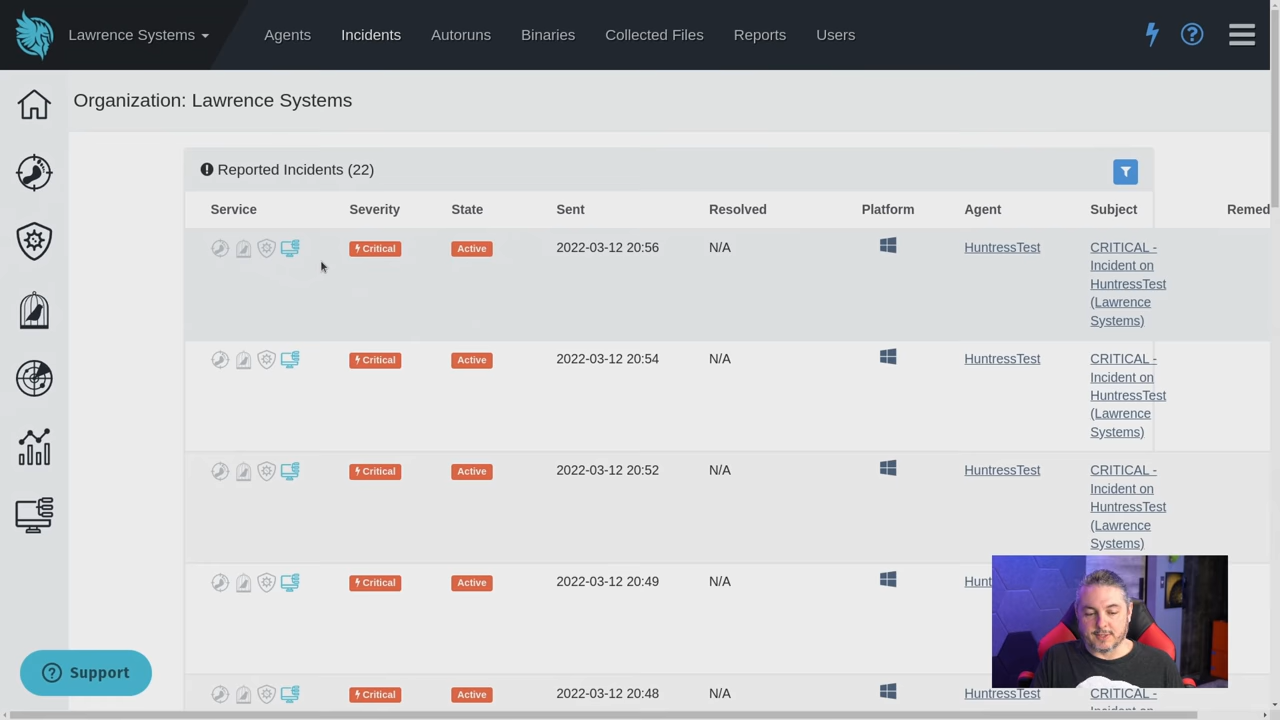 Lawrence Systems
Agents
Incidents
Autoruns
Binaries
Collected Files
Reports
Users
Organization: Lawrence Systems
Reported Incidents (22)
Service Severity State Sent Resolved Platform Agent Subject Remed
Critical Active 2022-03-12 20:56 N/A HuntressTest CRITICAL -
Incident on
HuntressTest
(Lawrence
Systems)
Critical Active 2022-03-12 20:54 N/A HuntressTest CRITICAL -
Incident on
HuntressTest
(Lawrence
Systems)
Critical Active 2022-03-12 20:52 N/A HuntressTest CRITICAL -
Incident on
HuntressTest
(Lawrence
Systems)
Critical Active 2022-03-12 20:49 N/A Hunt
Critical Active 2022-03-12 20:48 N/A HuntressTest CRITICAL -
Support